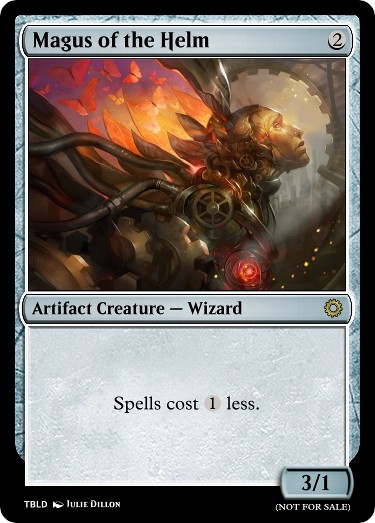 Magus of the Helm 2
Artifact Creature — Wizard
Spells cost 1 less.
3/1
TBLD Julie Dillon (NOT FOR SALE)